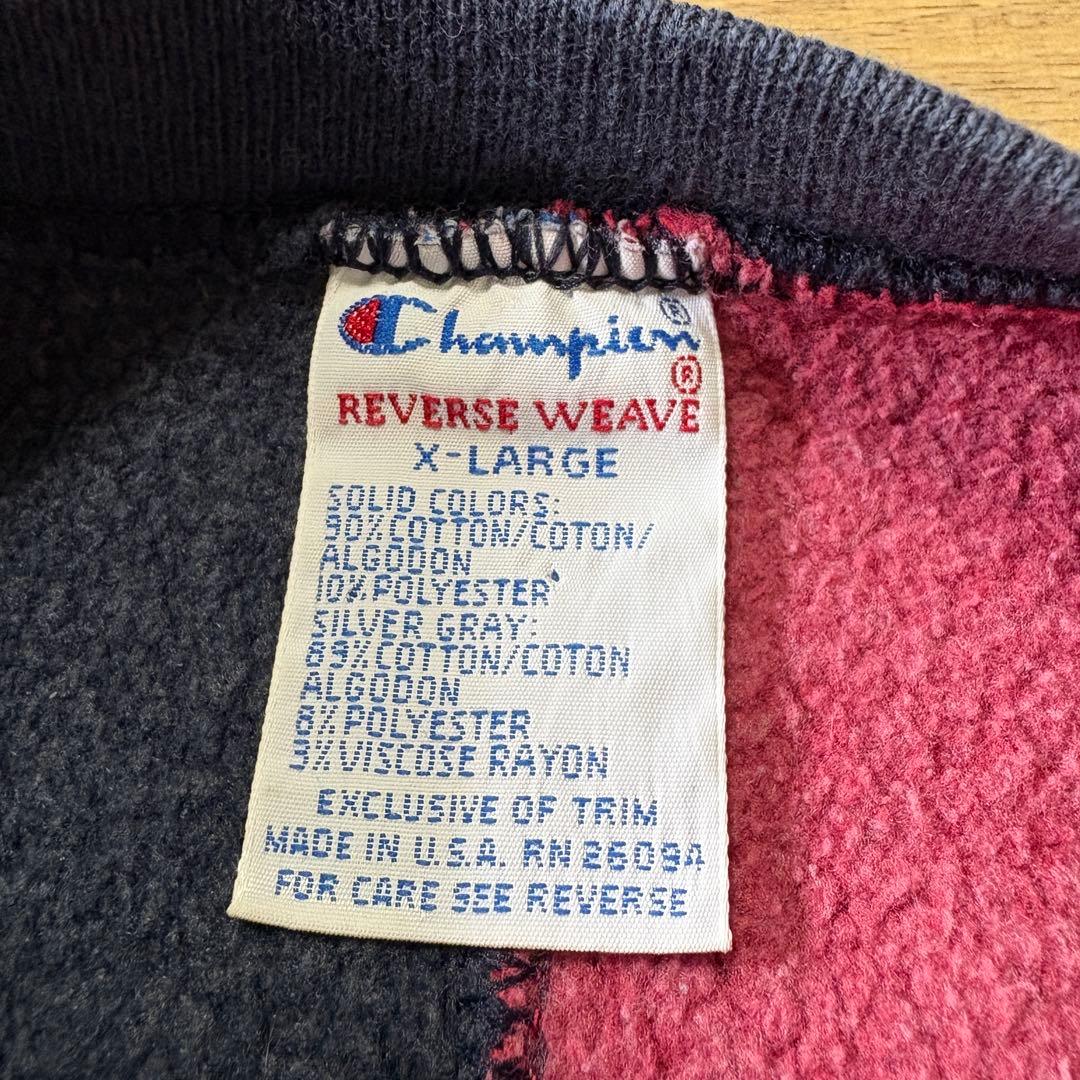 Champion®
®
REVERSE WEAVE
X-LARGE
SOLID COLORS:
90% COTTON/COTON/
ALGODON
10% POLYESTER
SILVER GRAY:
89% COTTON/COTON
ALGODON
8% POLYESTER
3% VISCOSE RAYON
EXCLUSIVE OF TRIM
MADE IN U.S.A. RN 26094
FOR CARE SEE REVERSE